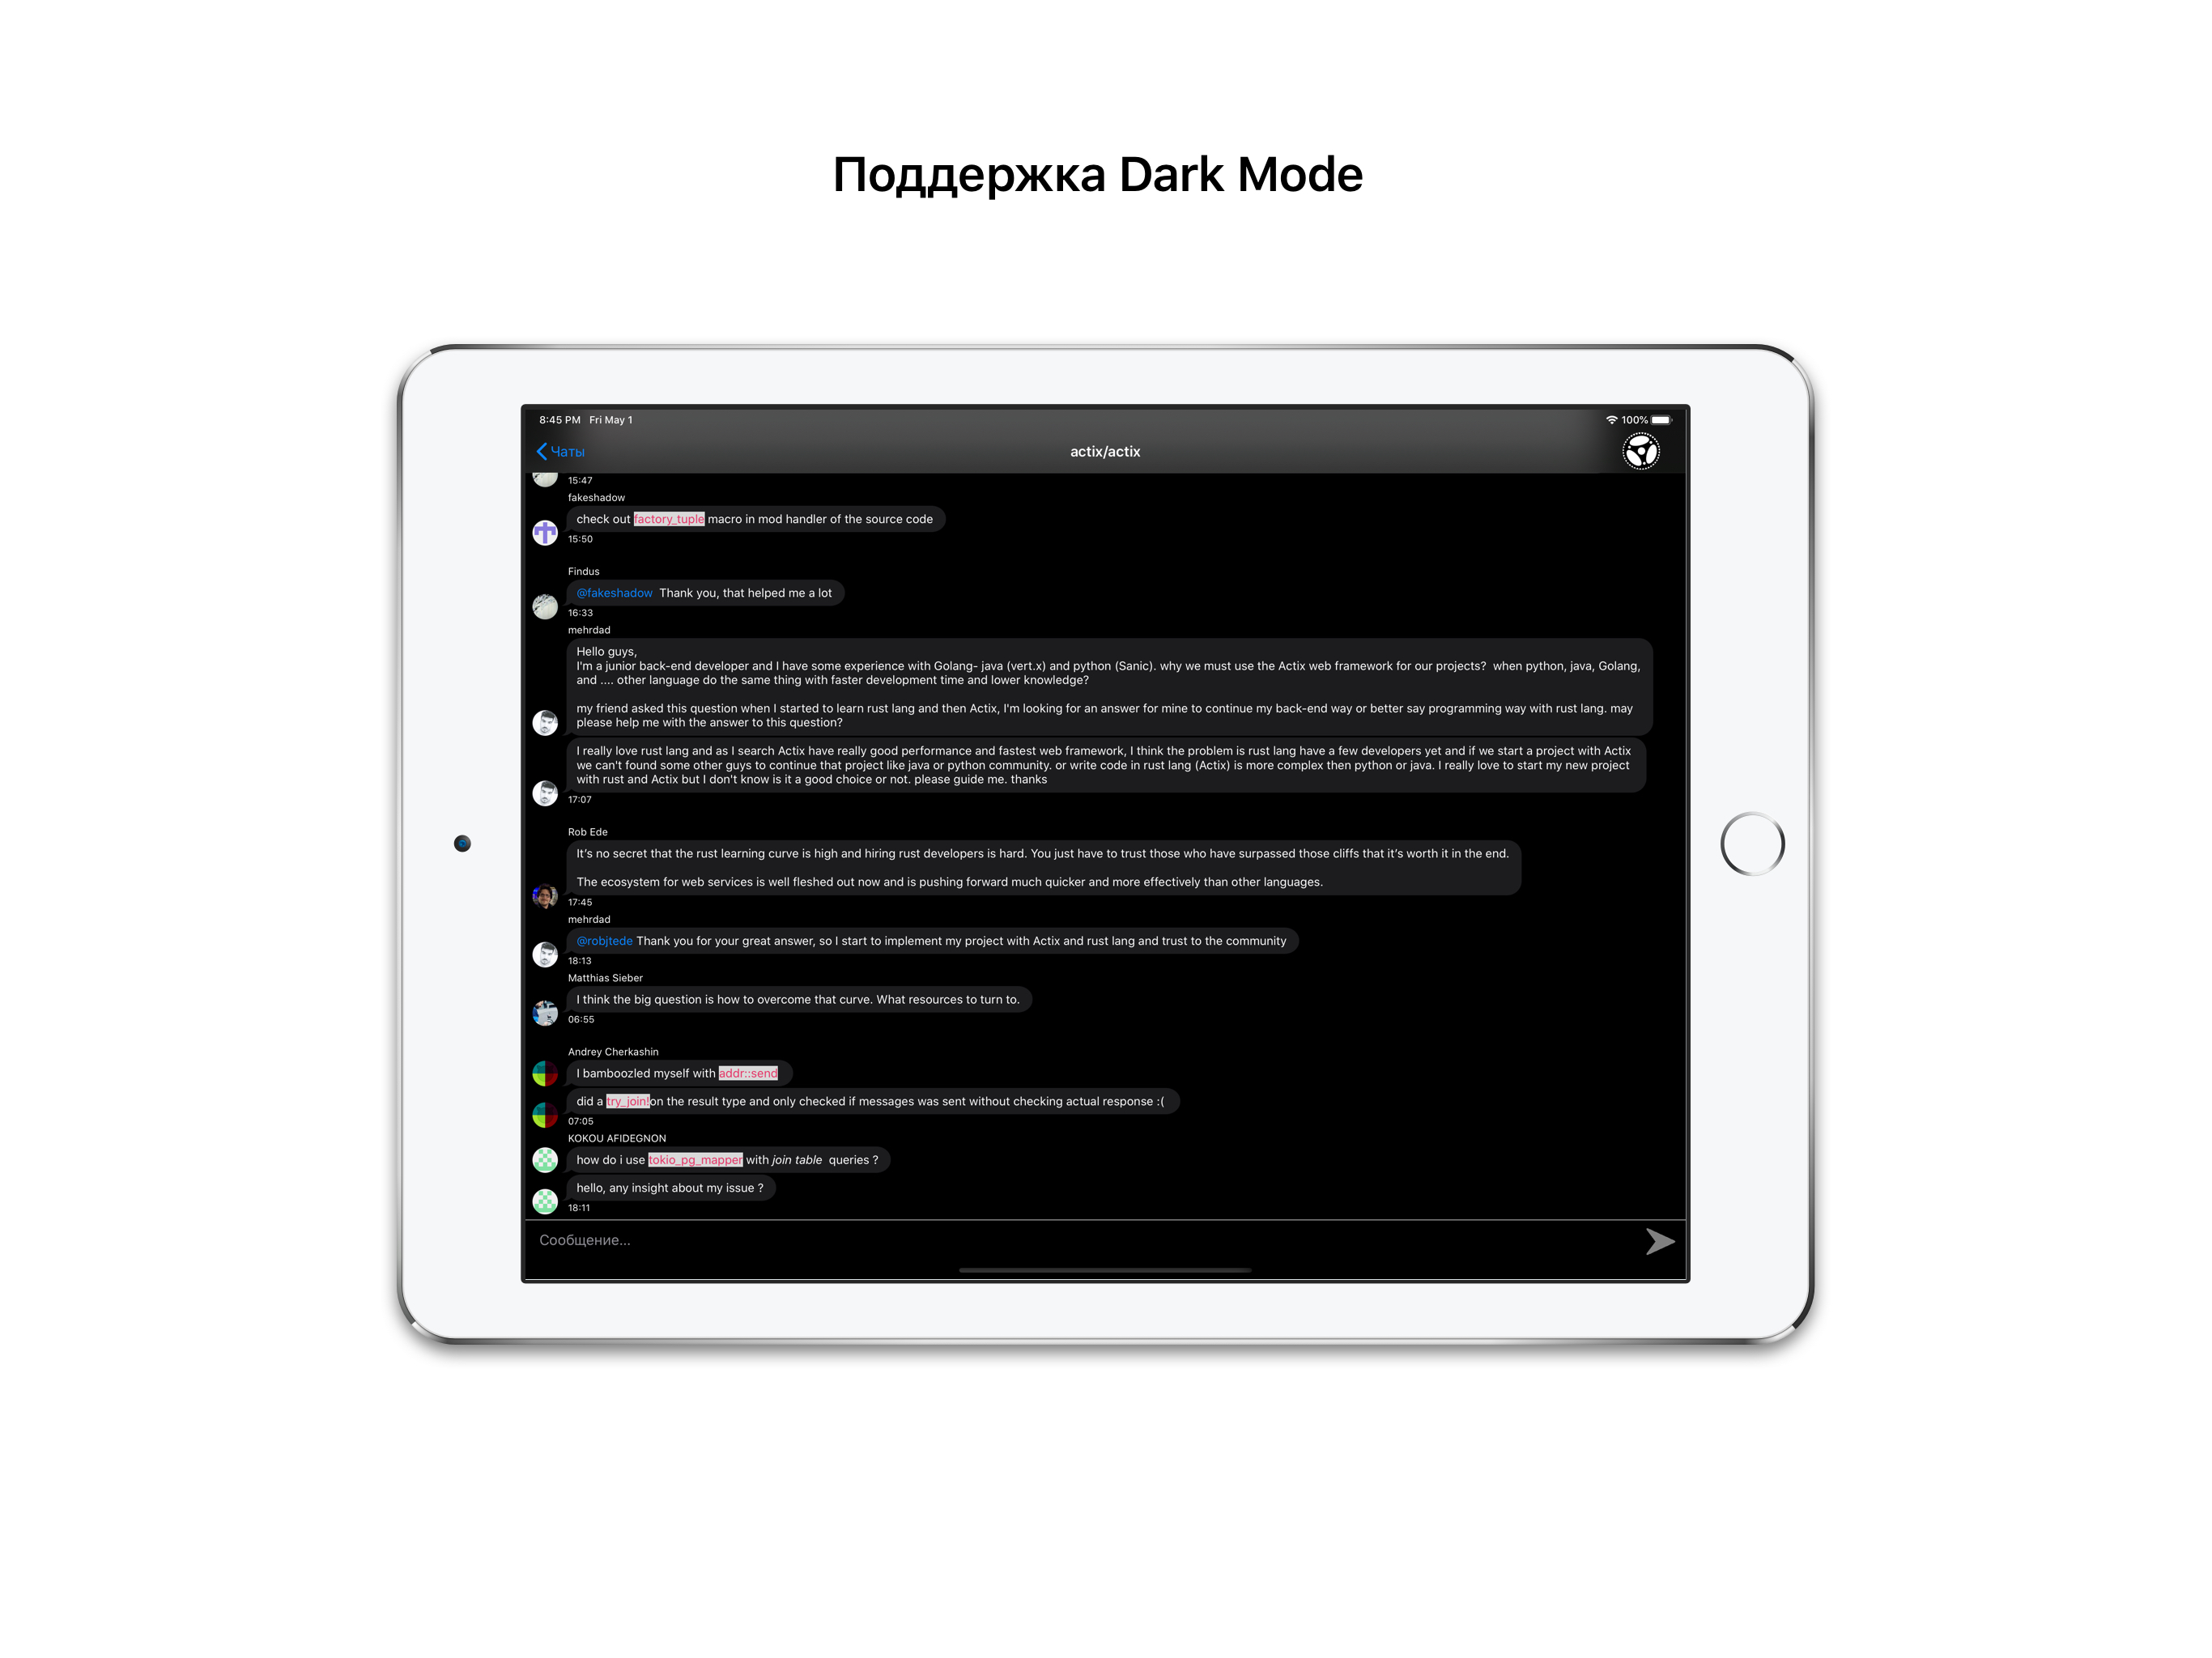 Поддержка Dark Mode
8:45 PM Fri May 1
100%
Чаты
actix/actix
15:47
fakeshadow
check out factory_tuple macro in mod handler of the source code
15:50
Findus
@fakeshadow Thank you, that helped me a lot
16:33
mehrdad
Hello guys,
I'm a junior back-end developer and I have some experience with Golang- java (vert.x) and python (Sanic). why we must use the Actix web framework for our projects? when python, java, Golang,
and .... other language do the same thing with faster development time and lower knowledge?
my friend asked this question when I started to learn rust lang and then Actix, I'm looking for an answer for mine to continue my back-end way or better say programming way with rust lang. may
please help me with the answer to this question?
I really love rust lang and as I search Actix have really good performance and fastest web framework, I think the problem is rust lang have a few developers yet and if we start a project with Actix
we can't found some other guys to continue that project like java or python community. or write code in rust lang (Actix) is more complex then python or java. I really love to start my new project
with rust and Actix but I don't know is it a good choice or not. please guide me. thanks
17:07
Rob Ede
It’s no secret that the rust learning curve is high and hiring rust developers is hard. You just have to trust those who have surpassed those cliffs that it’s worth it in the end.
The ecosystem for web services is well fleshed out now and is pushing forward much quicker and more effectively than other languages.
17:45
mehrdad
@robjtede Thank you for your great answer, so I start to implement my project with Actix and rust lang and trust to the community
18:13
Matthias Sieber
I think the big question is how to overcome that curve. What resources to turn to.
06:55
Andrey Cherkashin
I bamboozled myself with addr::send
did a try_join!on the result type and only checked if messages was sent without checking actual response :(
07:05
KOKOU AFIDEGNON
how do i use tokio_pg_mapper with join table queries ?
hello, any insight about my issue ?
18:11
Сообщение...